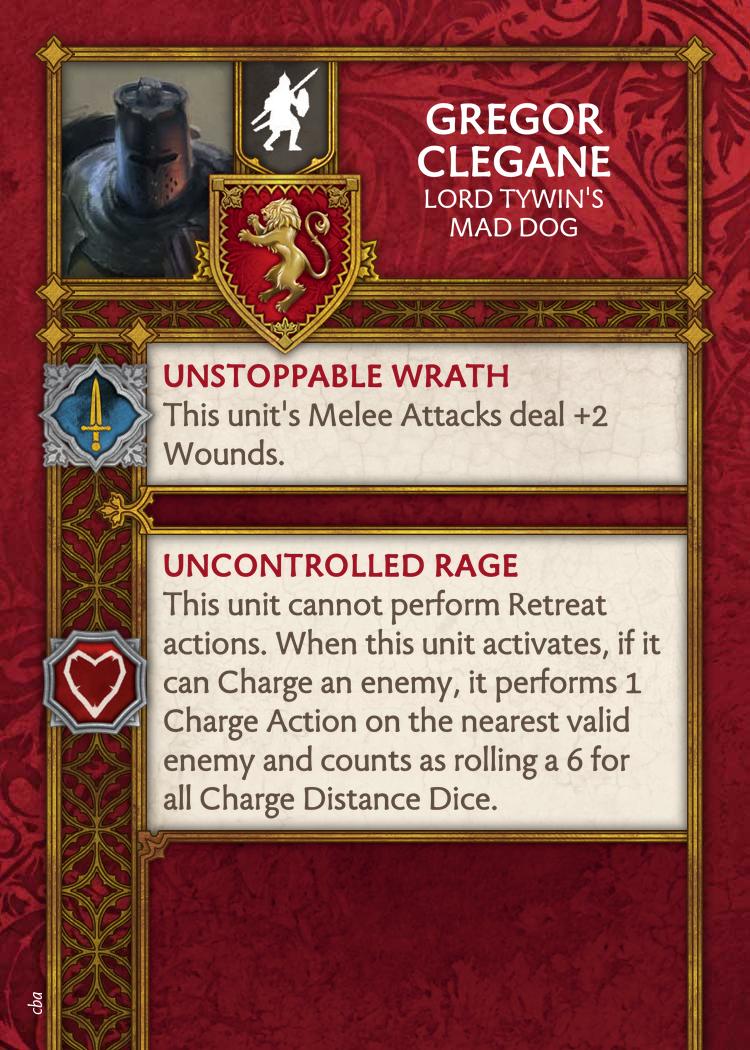 GREGOR
CLEGANE
LORD TYWIN'S
MAD DOG
UNSTOPPABLE WRATH
This unit's Melee Attacks deal +2
Wounds.
UNCONTROLLED RAGE
This unit cannot perform Retreat
actions. When this unit activates, if it
can Charge an enemy, it performs 1
Charge Action on the nearest valid
enemy and counts as rolling a 6 for
all Charge Distance Dice.
cba